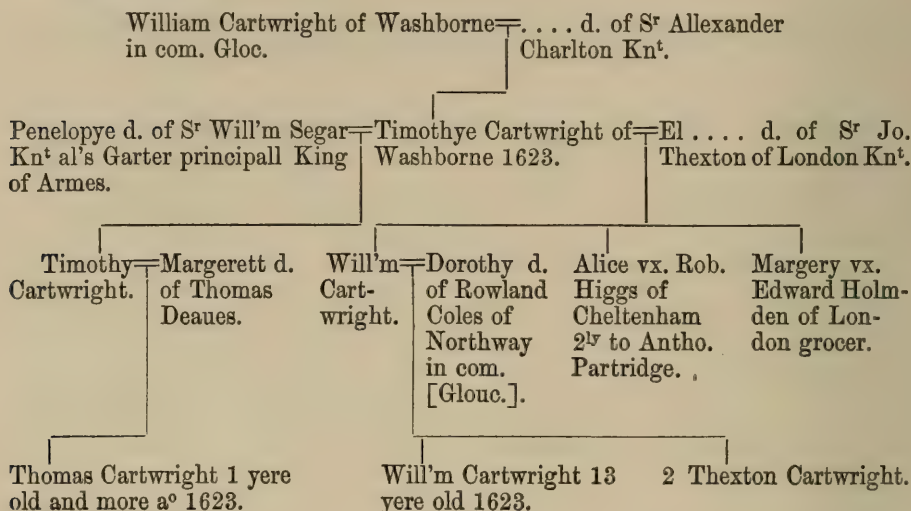 William Cartwright of Washborne
in com. Gloc.
. . . . d. of Sʳ Allexander
Charlton Knᵗ.
Penelopye d. of Sʳ Will'm Segar
Knᵗ al's Garter principall King
of Armes.
Timothye Cartwright of
Washborne 1623.
El . . . . d. of Sʳ Jo.
Thexton of London Knᵗ.
Timothy
Cartwright.
Margerett d.
of Thomas
Deaues.
Will'm
Cart-
wright.
Dorothy d.
of Rowland
Coles of
Northway
in com.
[Glouc.].
Alice vx. Rob.
Higgs of
Cheltenham
2ˡʸ to Antho.
Partridge.
Margery vx.
Edward Holm-
den of Lon-
don grocer.
Thomas Cartwright 1 yere
old and more aº 1623.
Will'm Cartwright 13
yere old 1623.
2 Thexton Cartwright.